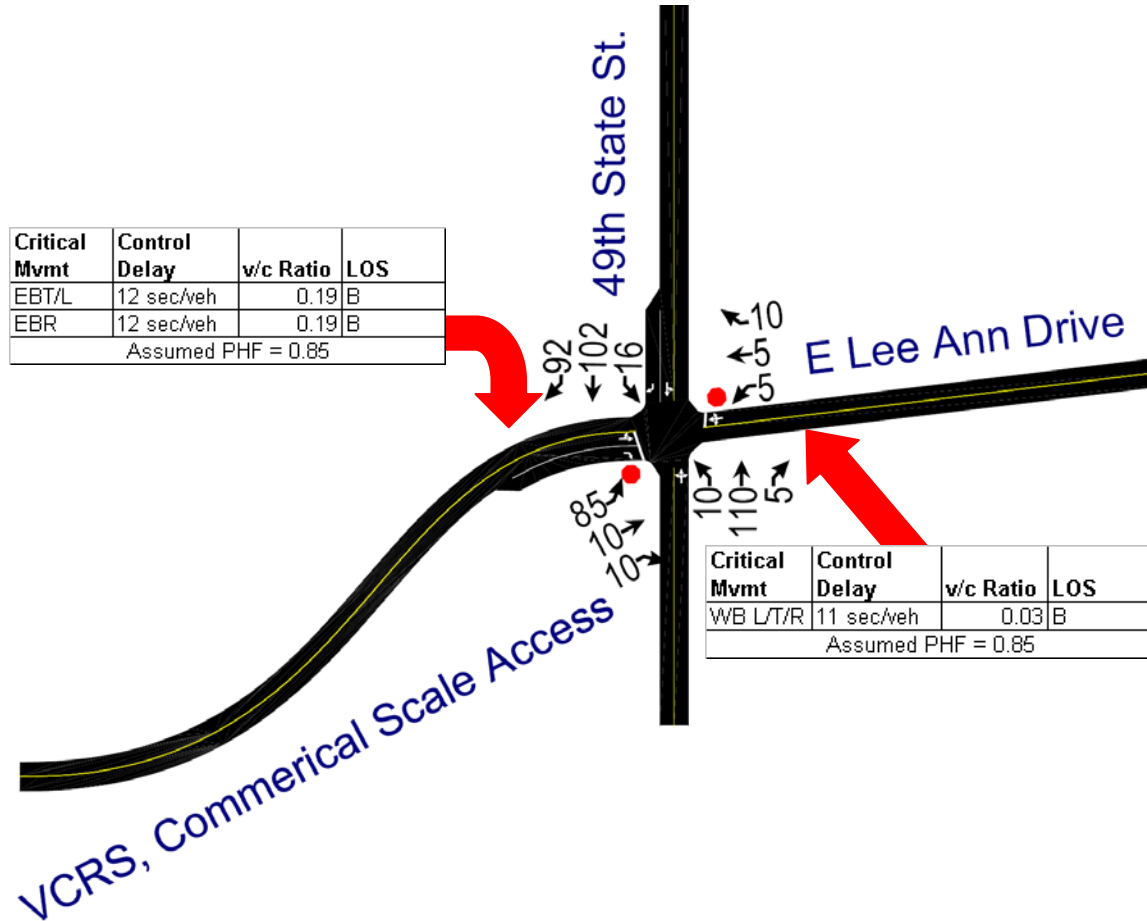 49th State St.
Critical Mvmt Control Delay v/c Ratio LOS
EBT/L 12 sec/veh 0.19 B
EBR 12 sec/veh 0.19 B
Assumed PHF = 0.85
92
102
16
10
5
5
E Lee Ann Drive
85
10
10
10
110
5
Critical Mvmt Control Delay v/c Ratio LOS
WB L/T/R 11 sec/veh 0.03 B
Assumed PHF = 0.85
VCRS, Commerical Scale Access